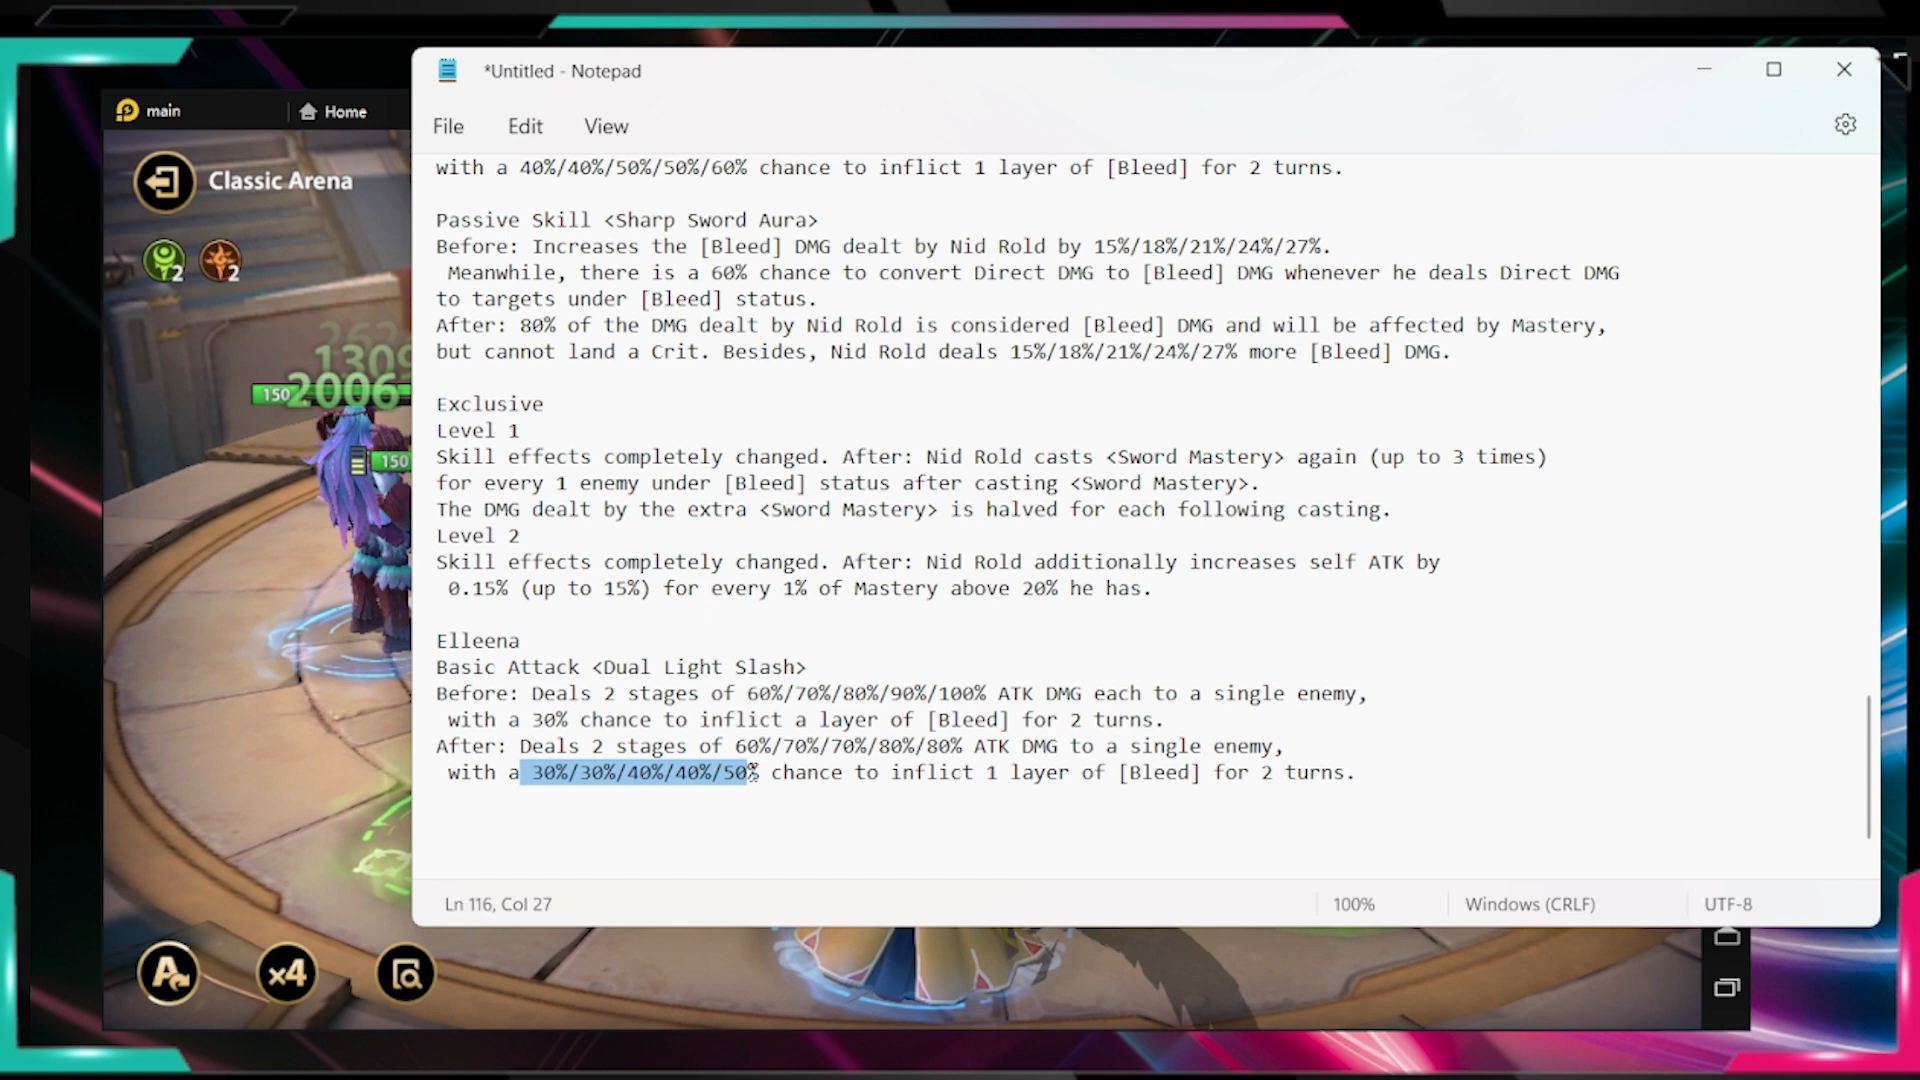 *Untitled - Notepad
main
Home
File
Edit
View
Classic Arena
2
2
262
1309
2006
150
150
with a 40%/40%/50%/50%/60% chance to inflict 1 layer of [Bleed] for 2 turns.
Passive Skill <Sharp Sword Aura>
Before: Increases the [Bleed] DMG dealt by Nid Rold by 15%/18%/21%/24%/27%.
Meanwhile, there is a 60% chance to convert Direct DMG to [Bleed] DMG whenever he deals Direct DMG
to targets under [Bleed] status.
After: 80% of the DMG dealt by Nid Rold is considered [Bleed] DMG and will be affected by Mastery,
but cannot land a Crit. Besides, Nid Rold deals 15%/18%/21%/24%/27% more [Bleed] DMG.
Exclusive
Level 1
Skill effects completely changed. After: Nid Rold casts <Sword Mastery> again (up to 3 times)
for every 1 enemy under [Bleed] status after casting <Sword Mastery>.
The DMG dealt by the extra <Sword Mastery> is halved for each following casting.
Level 2
Skill effects completely changed. After: Nid Rold additionally increases self ATK by
0.15% (up to 15%) for every 1% of Mastery above 20% he has.
Elleena
Basic Attack <Dual Light Slash>
Before: Deals 2 stages of 60%/70%/80%/90%/100% ATK DMG each to a single enemy,
with a 30% chance to inflict a layer of [Bleed] for 2 turns.
After: Deals 2 stages of 60%/70%/70%/80%/80% ATK DMG to a single enemy,
with a 30%/30%/40%/40%/50% chance to inflict 1 layer of [Bleed] for 2 turns.
Ln 116, Col 27
100%
Windows (CRLF)
UTF-8
A
x4